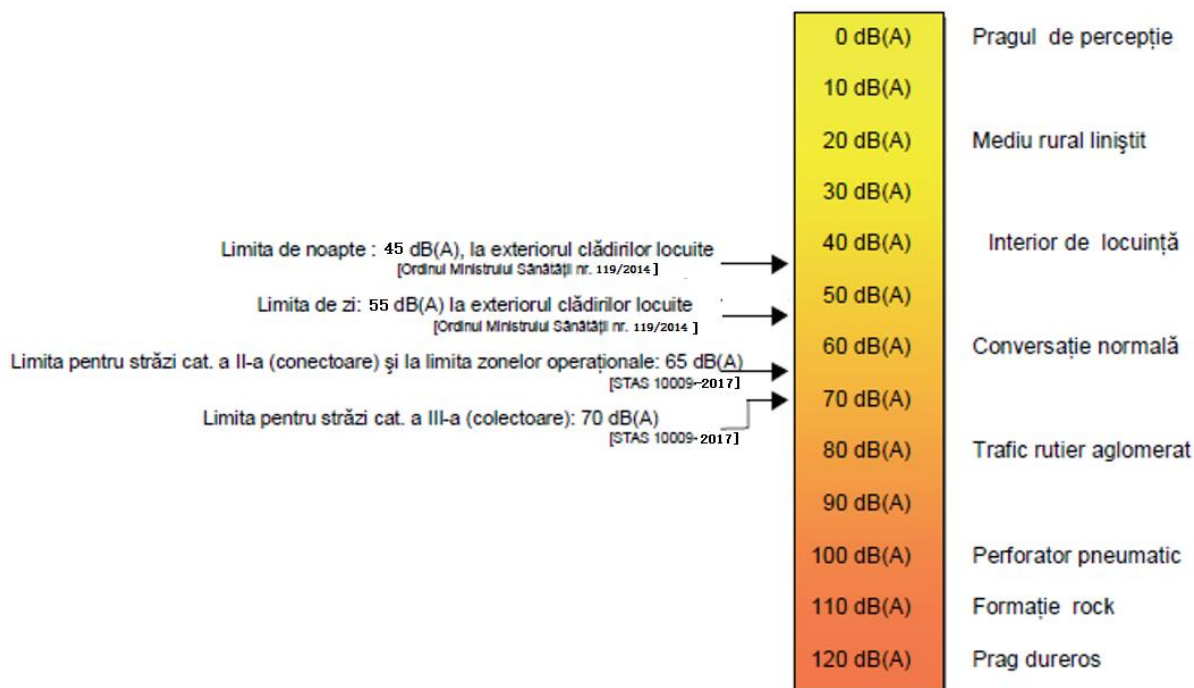 0 dB(A) Pragul de percepție
10 dB(A)
20 dB(A) Mediu rural liniştit
30 dB(A)
Limita de noapte : 45 dB(A), la exteriorul clădirilor locuite
[Ordinul Ministrului Sănătății nr. 119/2014 ]
40 dB(A) Interior de locuință
Limita de zi: 55 dB(A) la exteriorul clădirilor locuite
[Ordinul Ministrului Sănătății nr. 119/2014 ]
50 dB(A)
Limita pentru străzi cat. a II-a (conectoare) și la limita zonelor operaționale: 65 dB(A)
[STAS 10009-2017]
60 dB(A) Conversație normală
Limita pentru străzi cat. a III-a (colectoare): 70 dB(A)
[STAS 10009-2017]
70 dB(A)
80 dB(A) Trafic rutier aglomerat
90 dB(A)
100 dB(A) Perforator pneumatic
110 dB(A) Formație rock
120 dB(A) Prag dureros